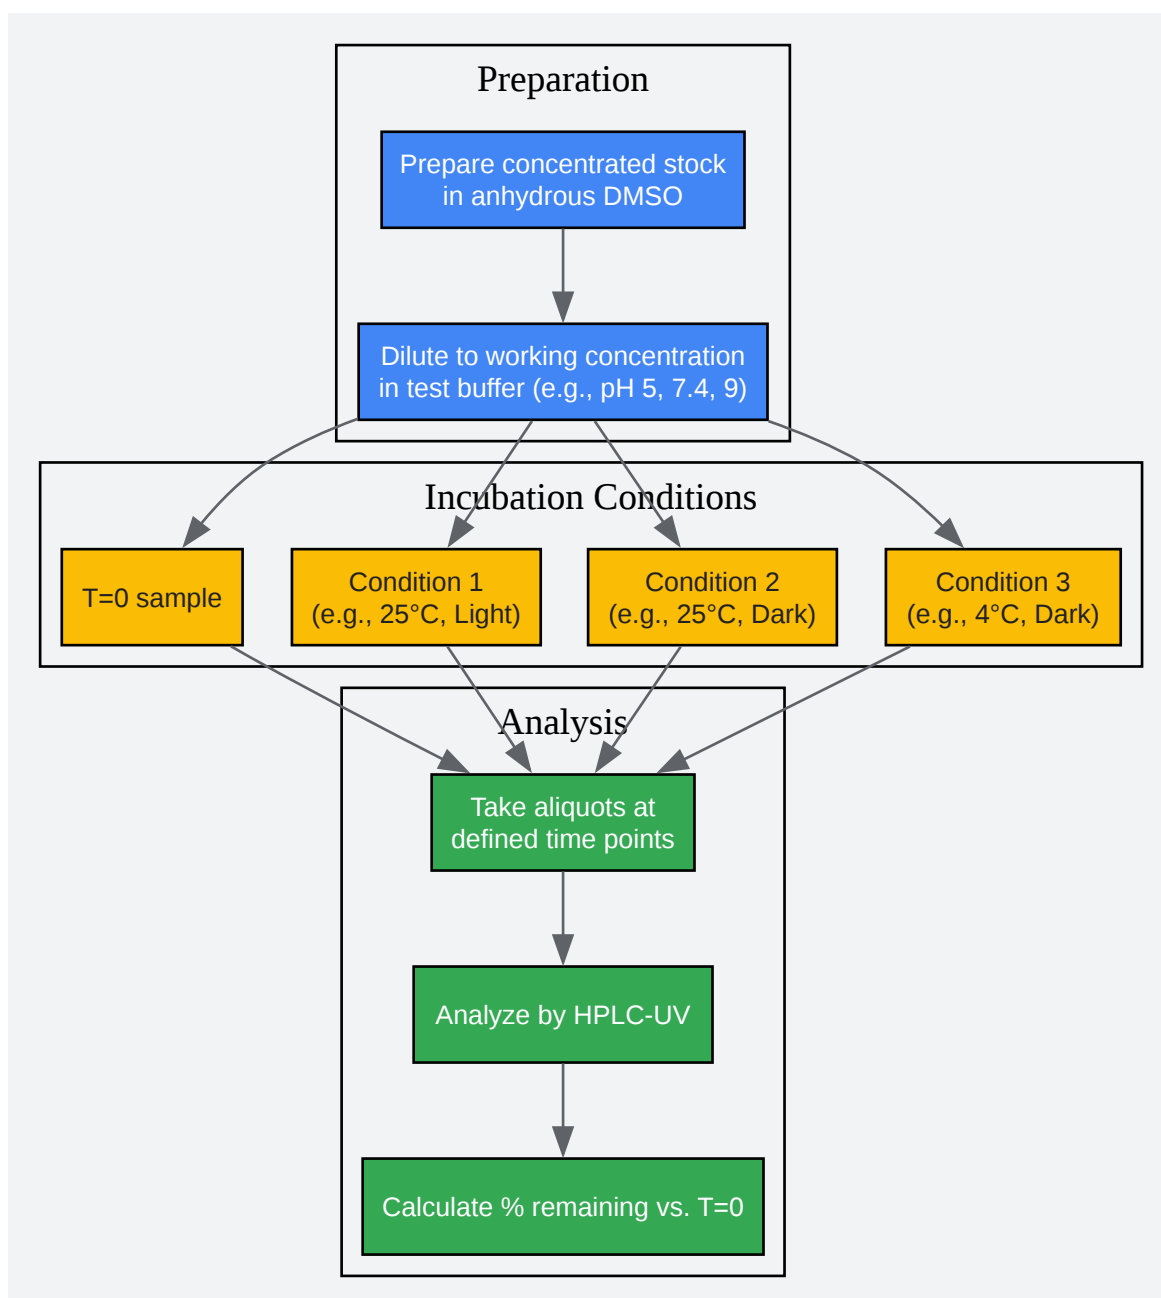 Preparation
Prepare concentrated stock
in anhydrous DMSO
Dilute to working concentration
in test buffer (e.g., pH 5, 7.4, 9)
Incubation Conditions
T=0 sample
Condition 1
(e.g., 25°C, Light)
Condition 2
(e.g., 25°C, Dark)
Condition 3
(e.g., 4°C, Dark)
Analysis
Take aliquots at
defined time points
Analyze by HPLC-UV
Calculate % remaining vs. T=0